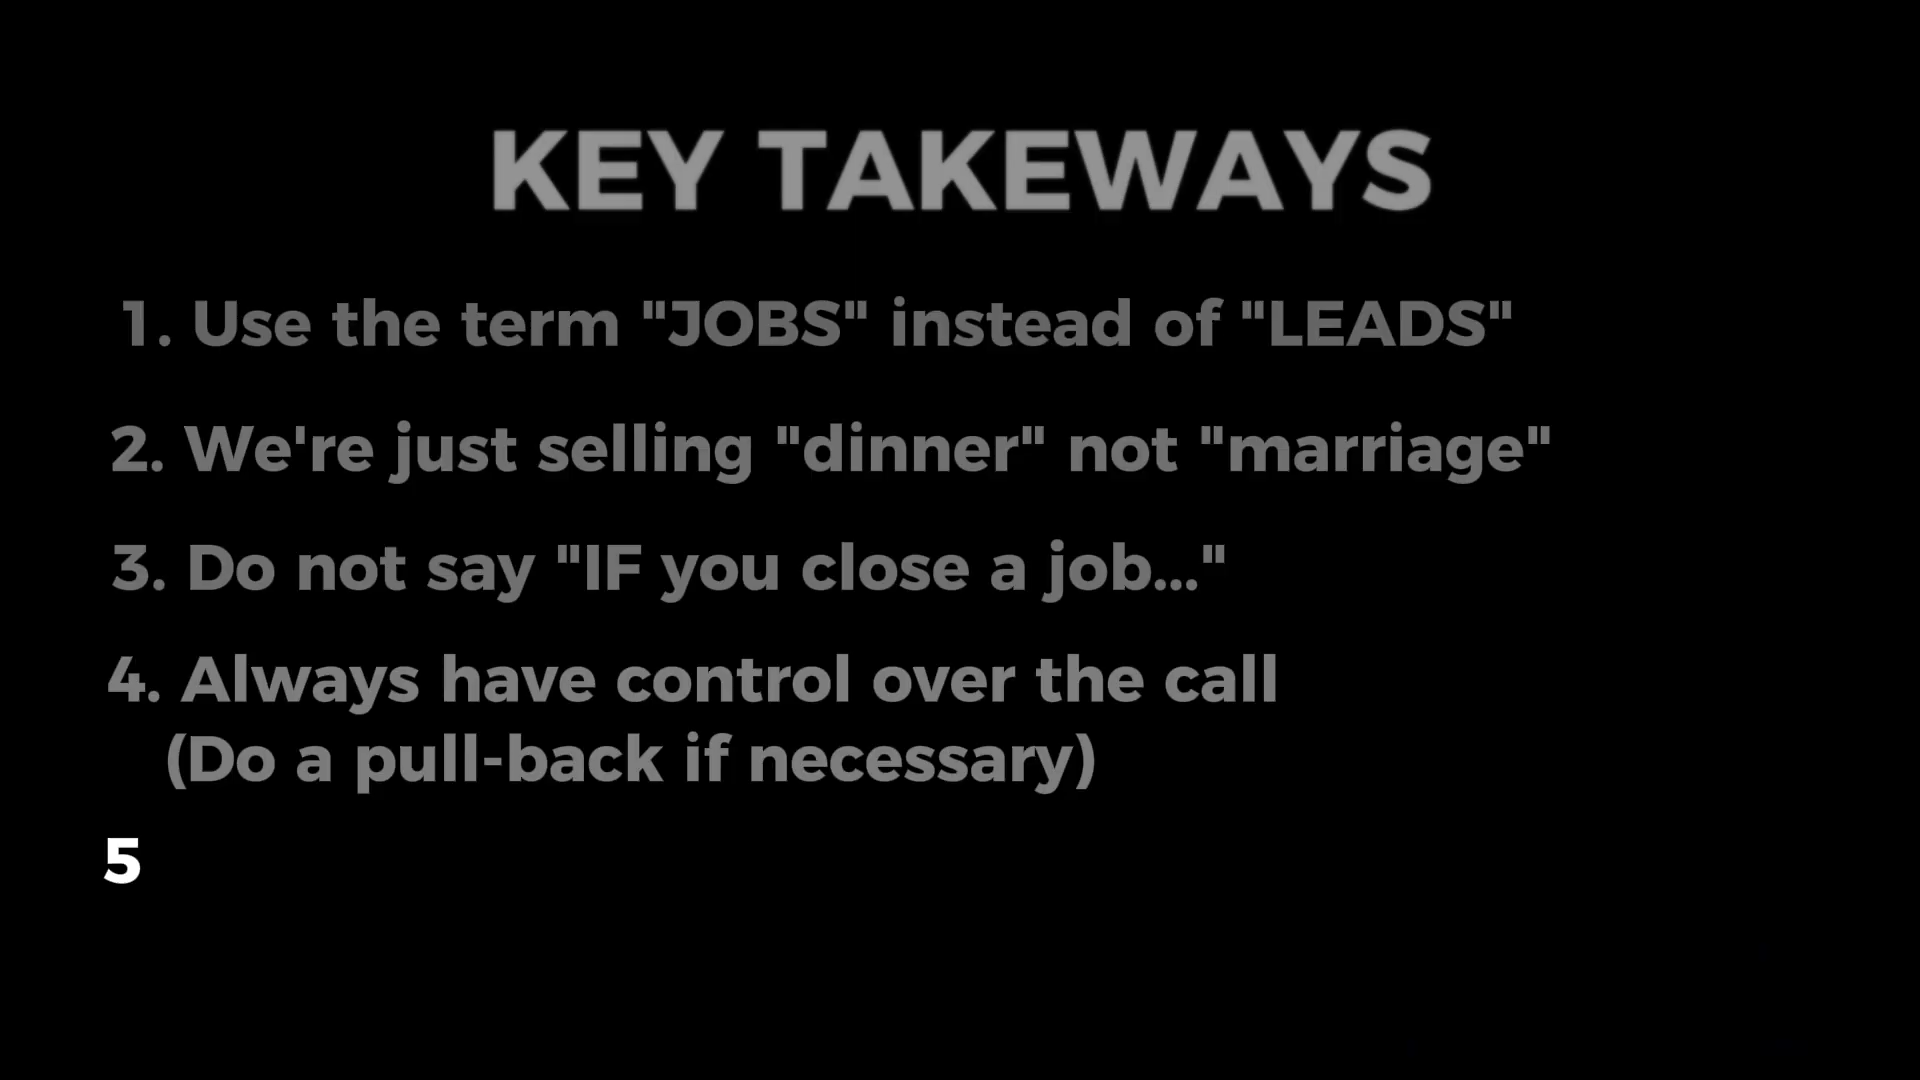 KEY TAKEWAYS
1. Use the term "JOBS" instead of "LEADS"
2. We're just selling "dinner" not "marriage"
3. Do not say "IF you close a job..."
4. Always have control over the call
(Do a pull-back if necessary)
5